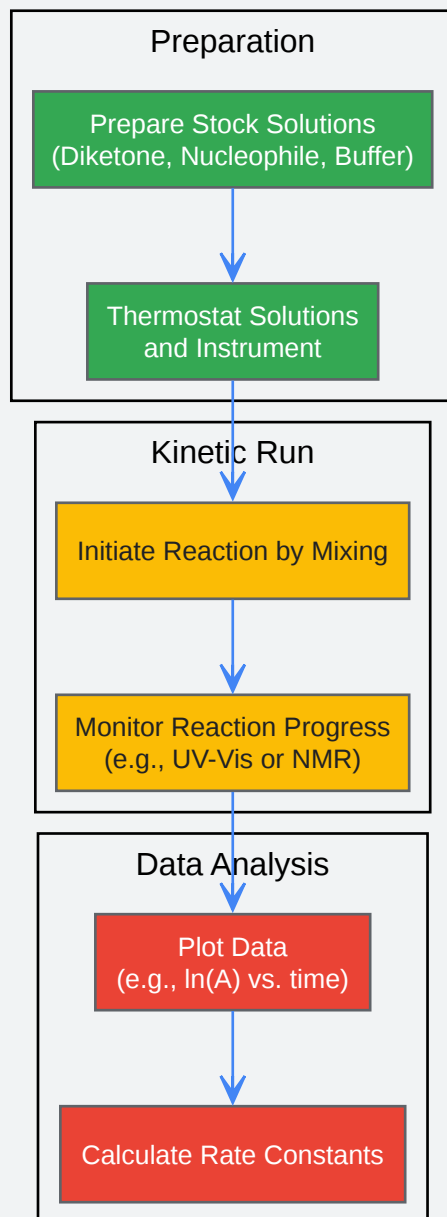 Preparation
Prepare Stock Solutions
(Diketone, Nucleophile, Buffer)
Thermostat Solutions
and Instrument
Kinetic Run
Initiate Reaction by Mixing
Monitor Reaction Progress
(e.g., UV-Vis or NMR)
Data Analysis
Plot Data
(e.g., ln(A) vs. time)
Calculate Rate Constants